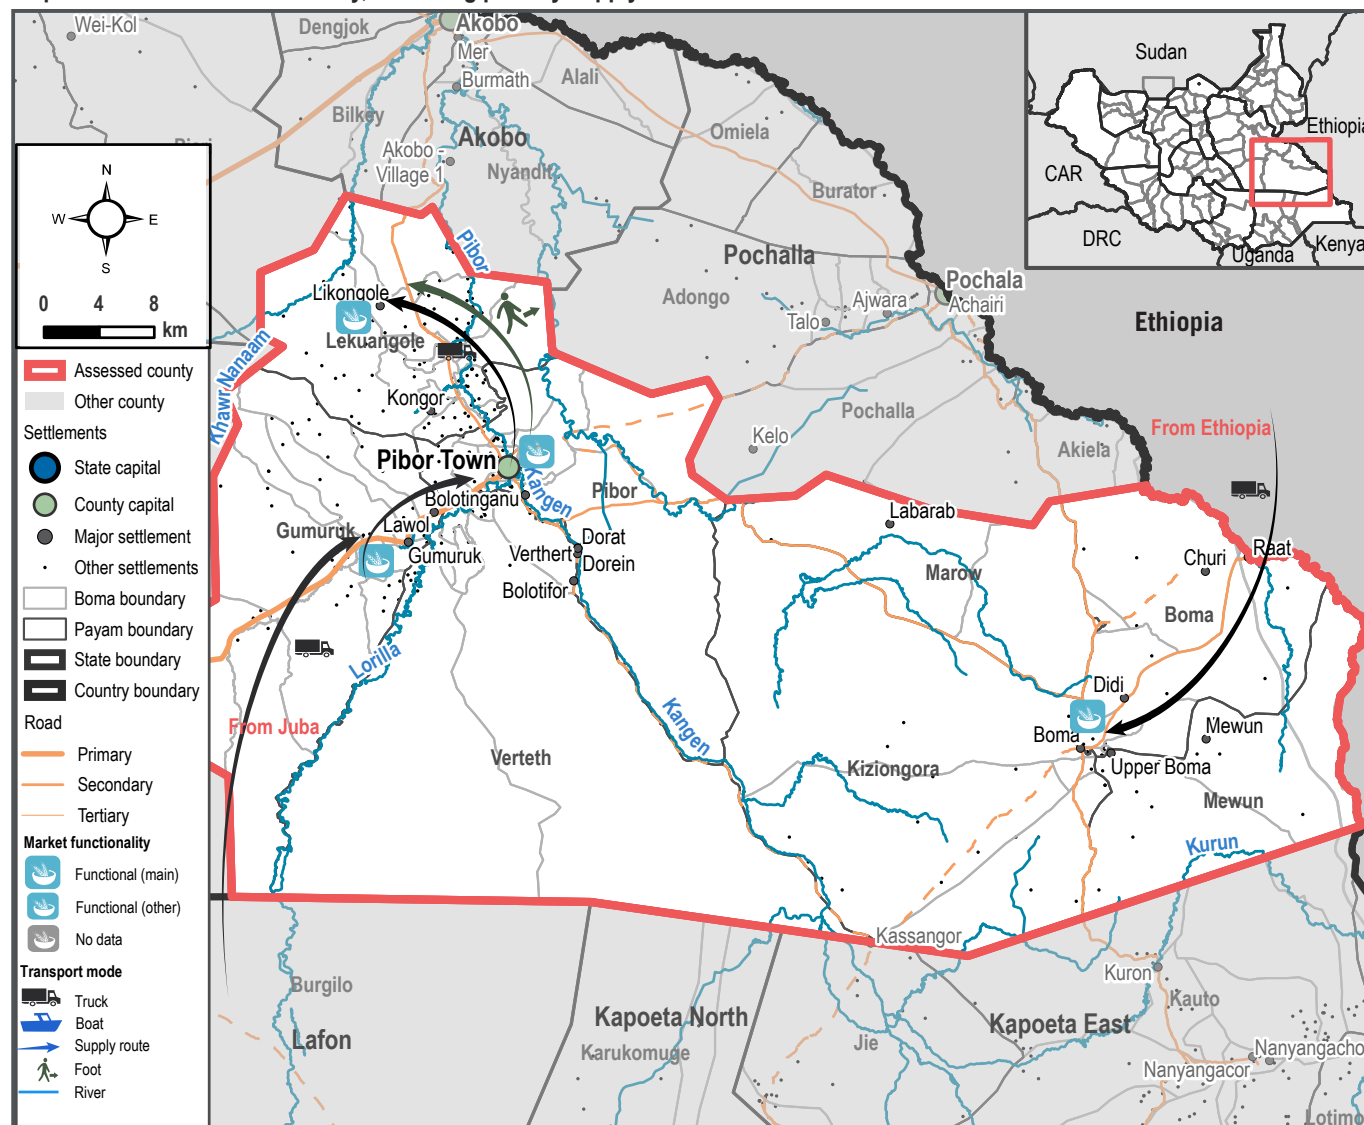 Wei-Kol
Dengjok
Akobo
Mer
Burmath
Alali
Bilkey
Akobo
Omiela
Akobo -
Village 1
Nyandit
Burator
Sudan
Ethiopia
CAR
DRC
Uganda
Kenya
N
W
E
S
0 4 8
km
Pibor
Pochalla
Adongo
Pochala
Achairi
Ajwara
Talo
Ethiopia
Likongole
Lekuangole
Khawr Nanaam
Kongor
Pochalla
Kelo
Akiela
From Ethiopia
Pibor Town
Kangen
Pibor
Bolotinganu
Lawol
Gumuruk
Gumuruk
Dorat
Verthert
Dorein
Bolotifor
Labarab
Marow
Churi
Raat
Boma
Lorilla
From Juba
Verteth
Kangen
Didi
Boma
Upper Boma
Mewun
Kiziongora
Mewun
Kurun
Kassangor
Kuron
Kauto
Burgilo
Lafon
Kapoeta North
Karukomuge
Jie
Kapoeta East
Nanyangacho
Nanyangacor
Lotimo
Assessed county
Other county
Settlements
State capital
County capital
Major settlement
Other settlements
Boma boundary
Payam boundary
State boundary
Country boundary
Road
Primary
Secondary
Tertiary
Market functionality
Functional (main)
Functional (other)
No data
Transport mode
Truck
Boat
Supply route
Foot
River